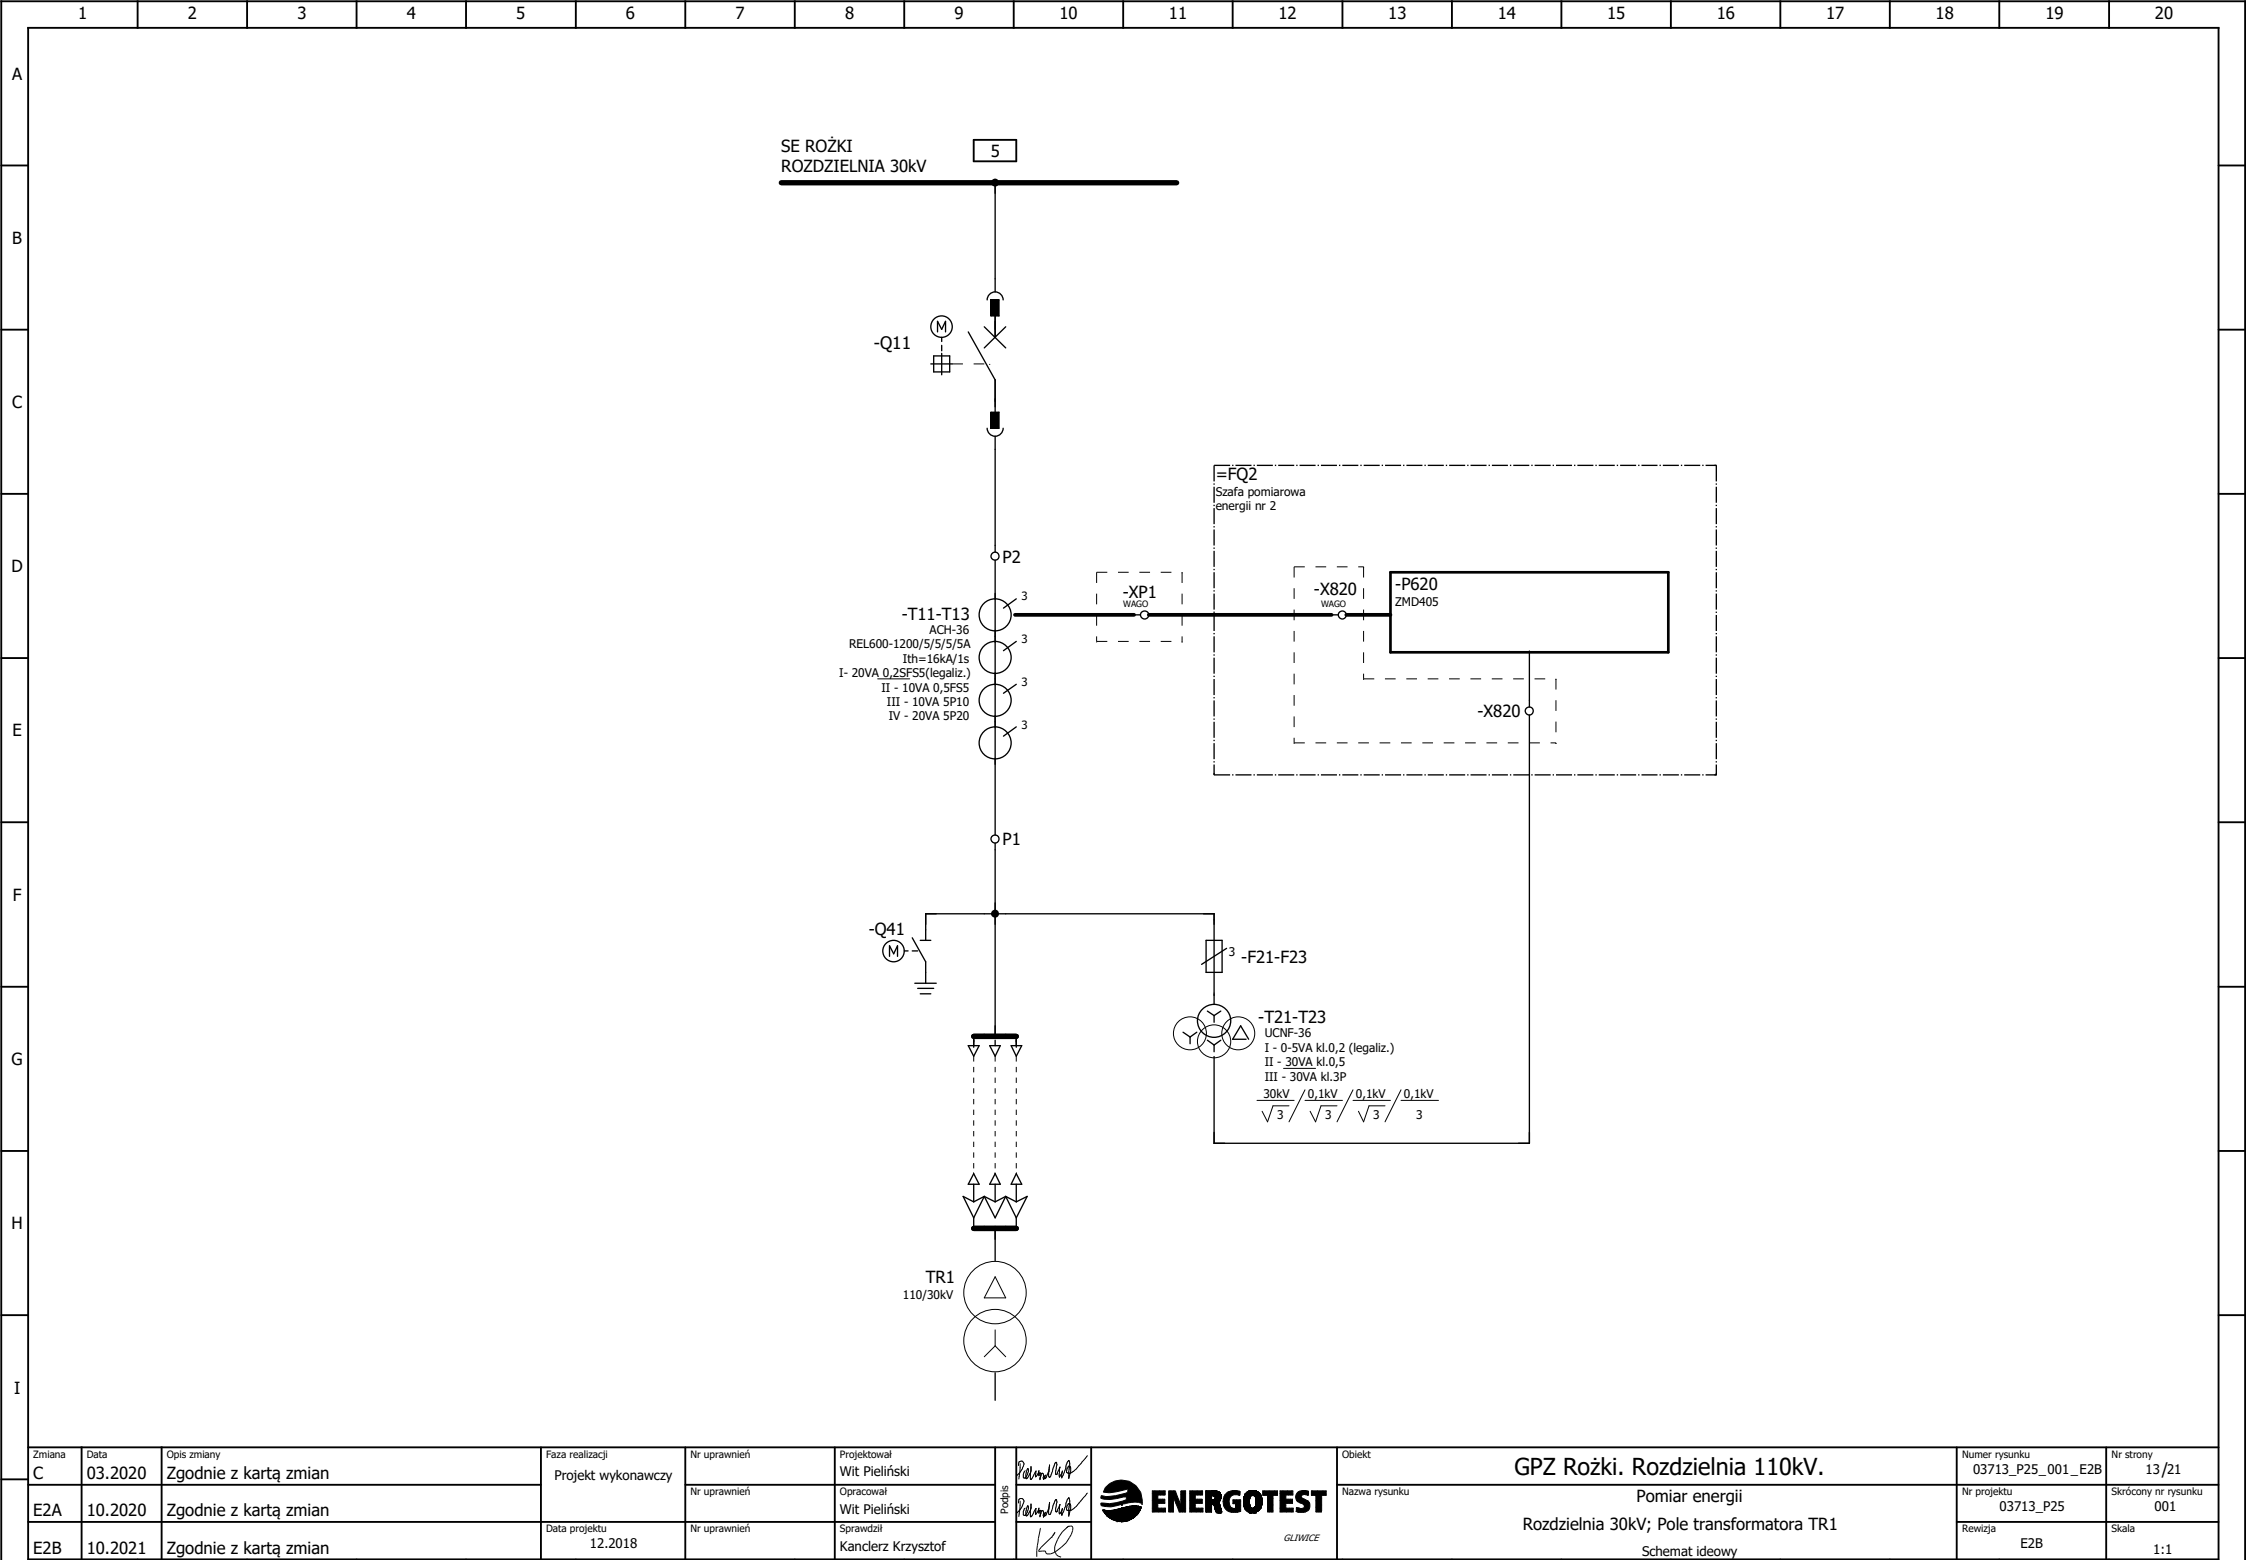 1 2 3 4 5 6 7 8 9 10 11 12 13 14 15 16 17 18 19 20
A
B
C
D
E
F
G
H
I
SE ROŻKI
ROZDZIELNIA 30kV
5
M
-Q11
=FQ2
Szafa pomiarowa
energii nr 2
P2
-T11-T13
ACH-36
REL600-1200/5/5/5/5A
Ith=16kA/1s
I- 20VA 0,2SFS5(legaliz.)
II - 10VA 0,5FS5
III - 10VA 5P10
IV - 20VA 5P20
3
3
3
3
-XP1
WAGO
-X820
WAGO
-P620
ZMD405
-X820
P1
-Q41
M
3 -F21-F23
-T21-T23
UCNF-36
I - 0-5VA kl.0,2 (legaliz.)
II - 30VA kl.0,5
III - 30VA kl.3P
30kV / 0,1kV / 0,1kV / 0,1kV
√3 / √3 / √3 / 3
TR1
110/30kV
Zmiana Data Opis zmiany
C 03.2020 Zgodnie z kartą zmian
E2A 10.2020 Zgodnie z kartą zmian
E2B 10.2021 Zgodnie z kartą zmian
Faza realizacji
Projekt wykonawczy
Data projektu
12.2018
Nr uprawnień
Nr uprawnień
Nr uprawnień
Projektował
Wit Pieliński
Opracował
Wit Pieliński
Sprawdził
Kanclerz Krzysztof
Podpis
ENERGOTEST
GLIWICE
Obiekt
GPZ Rożki. Rozdzielnia 110kV.
Nazwa rysunku
Pomiar energii
Rozdzielnia 30kV; Pole transformatora TR1
Schemat ideowy
Numer rysunku
03713_P25_001_E2B
Nr strony
13/21
Nr projektu
03713_P25
Skrócony nr rysunku
001
Rewizja
E2B
Skala
1:1